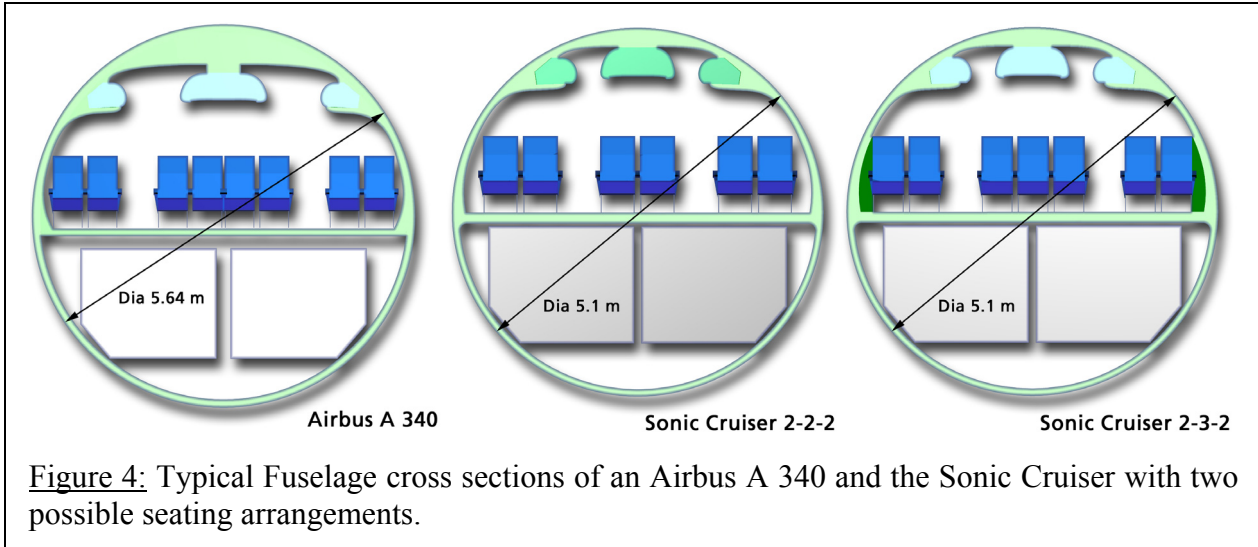 Dia 5.64 m
Dia 5.1 m
Dia 5.1 m
Airbus A 340
Sonic Cruiser 2-2-2
Sonic Cruiser 2-3-2
Figure 4: Typical Fuselage cross sections of an Airbus A 340 and the Sonic Cruiser with two
possible seating arrangements.